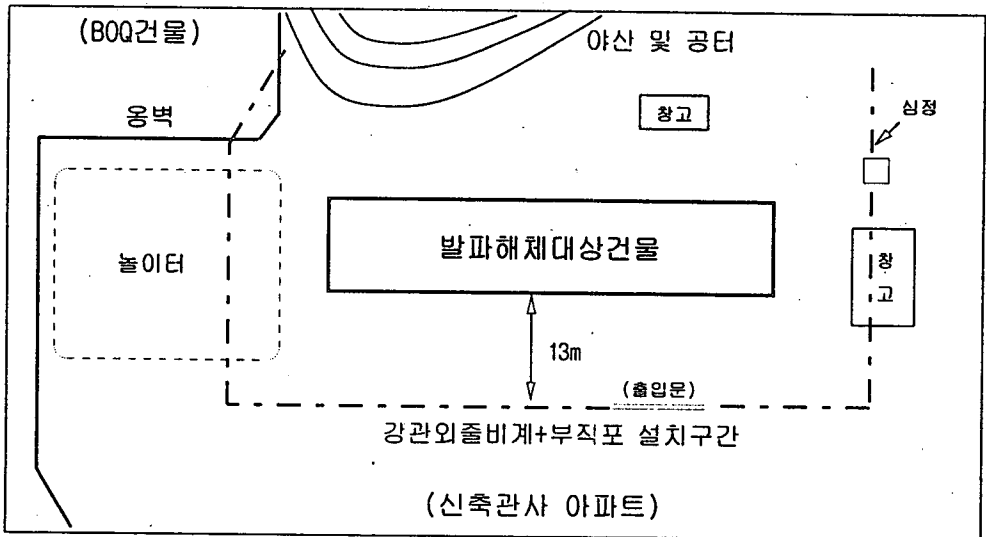 (BOQ건물)
야산 및 공터
옹벽
창고
심정
놀이터
발파해체대상건물
창
고
13m
(출입문)
강관외줄비계+부직포 설치구간
(신축관사 아파트)